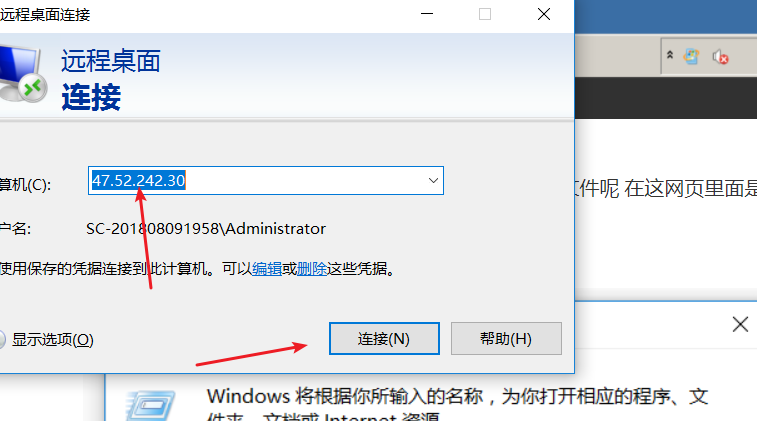 远程桌面连接
远程桌面
连接
算机(C):
47.52.242.30
件呢 在这网页里面是
户名:
SC-201808091958\Administrator
使用保存的凭据连接到此计算机。可以编辑或删除这些凭据。
显示选项(O)
连接(N)
帮助(H)
Windows 将根据你所输入的名称，为你打开相应的程序、文
件夹、文档或 Internet 资源